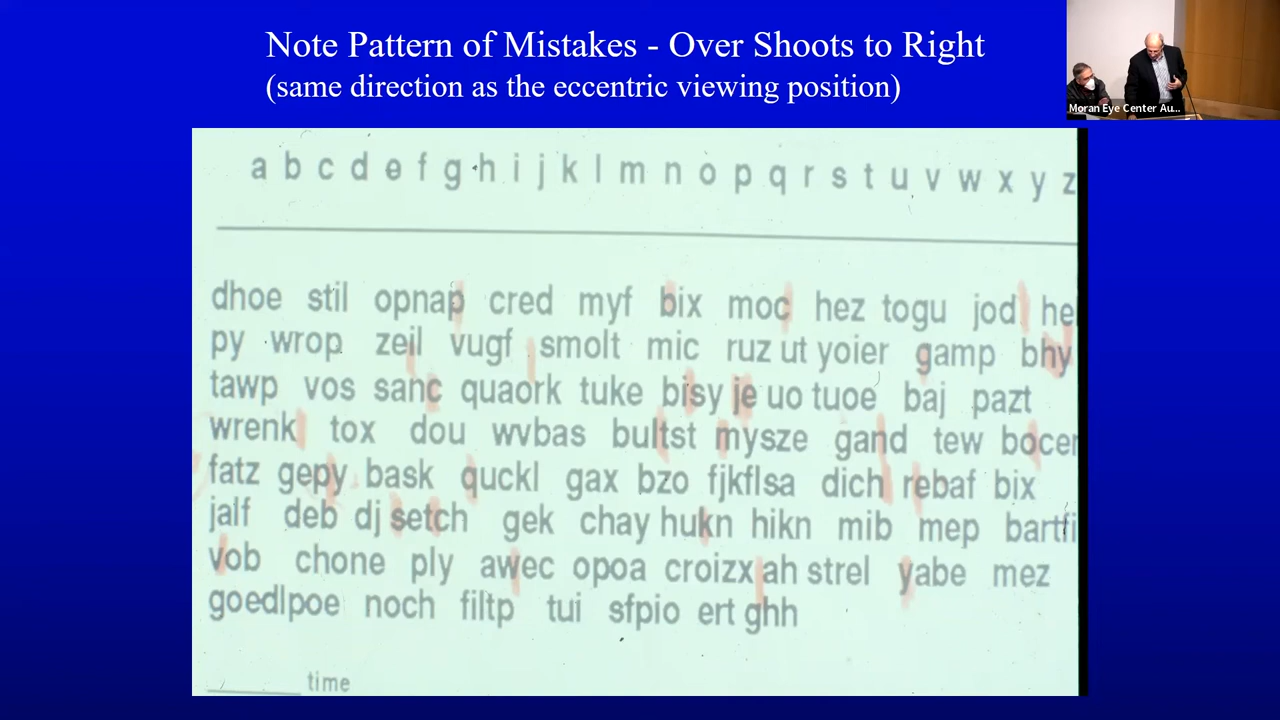 Note Pattern of Mistakes - Over Shoots to Right
(same direction as the eccentric viewing position)
Moran Eye Center Au...
a b c d e f g h i j k l m n o p q r s t u v w x y z
dhoe stil opnap cred myf bix moc hez togu jod he
py wrop zeil vugf smolt mic ruz ut yoier gamp bhy
tawp vos sanc quaork tuke bisy je uo tuoe baj pazt
wrenk tox dou wvbas bultst mysze gand tew bocer
fatz gepy bask quckl gax bzo fjkflsa dich rebaf bix
jalf deb dj setch gek chay hukn hikn mib mep bartfi
vob chone ply awec opoa croizx ah strel yabe mez
goedlpoe noch filtp tui sfpio ert ghh
time